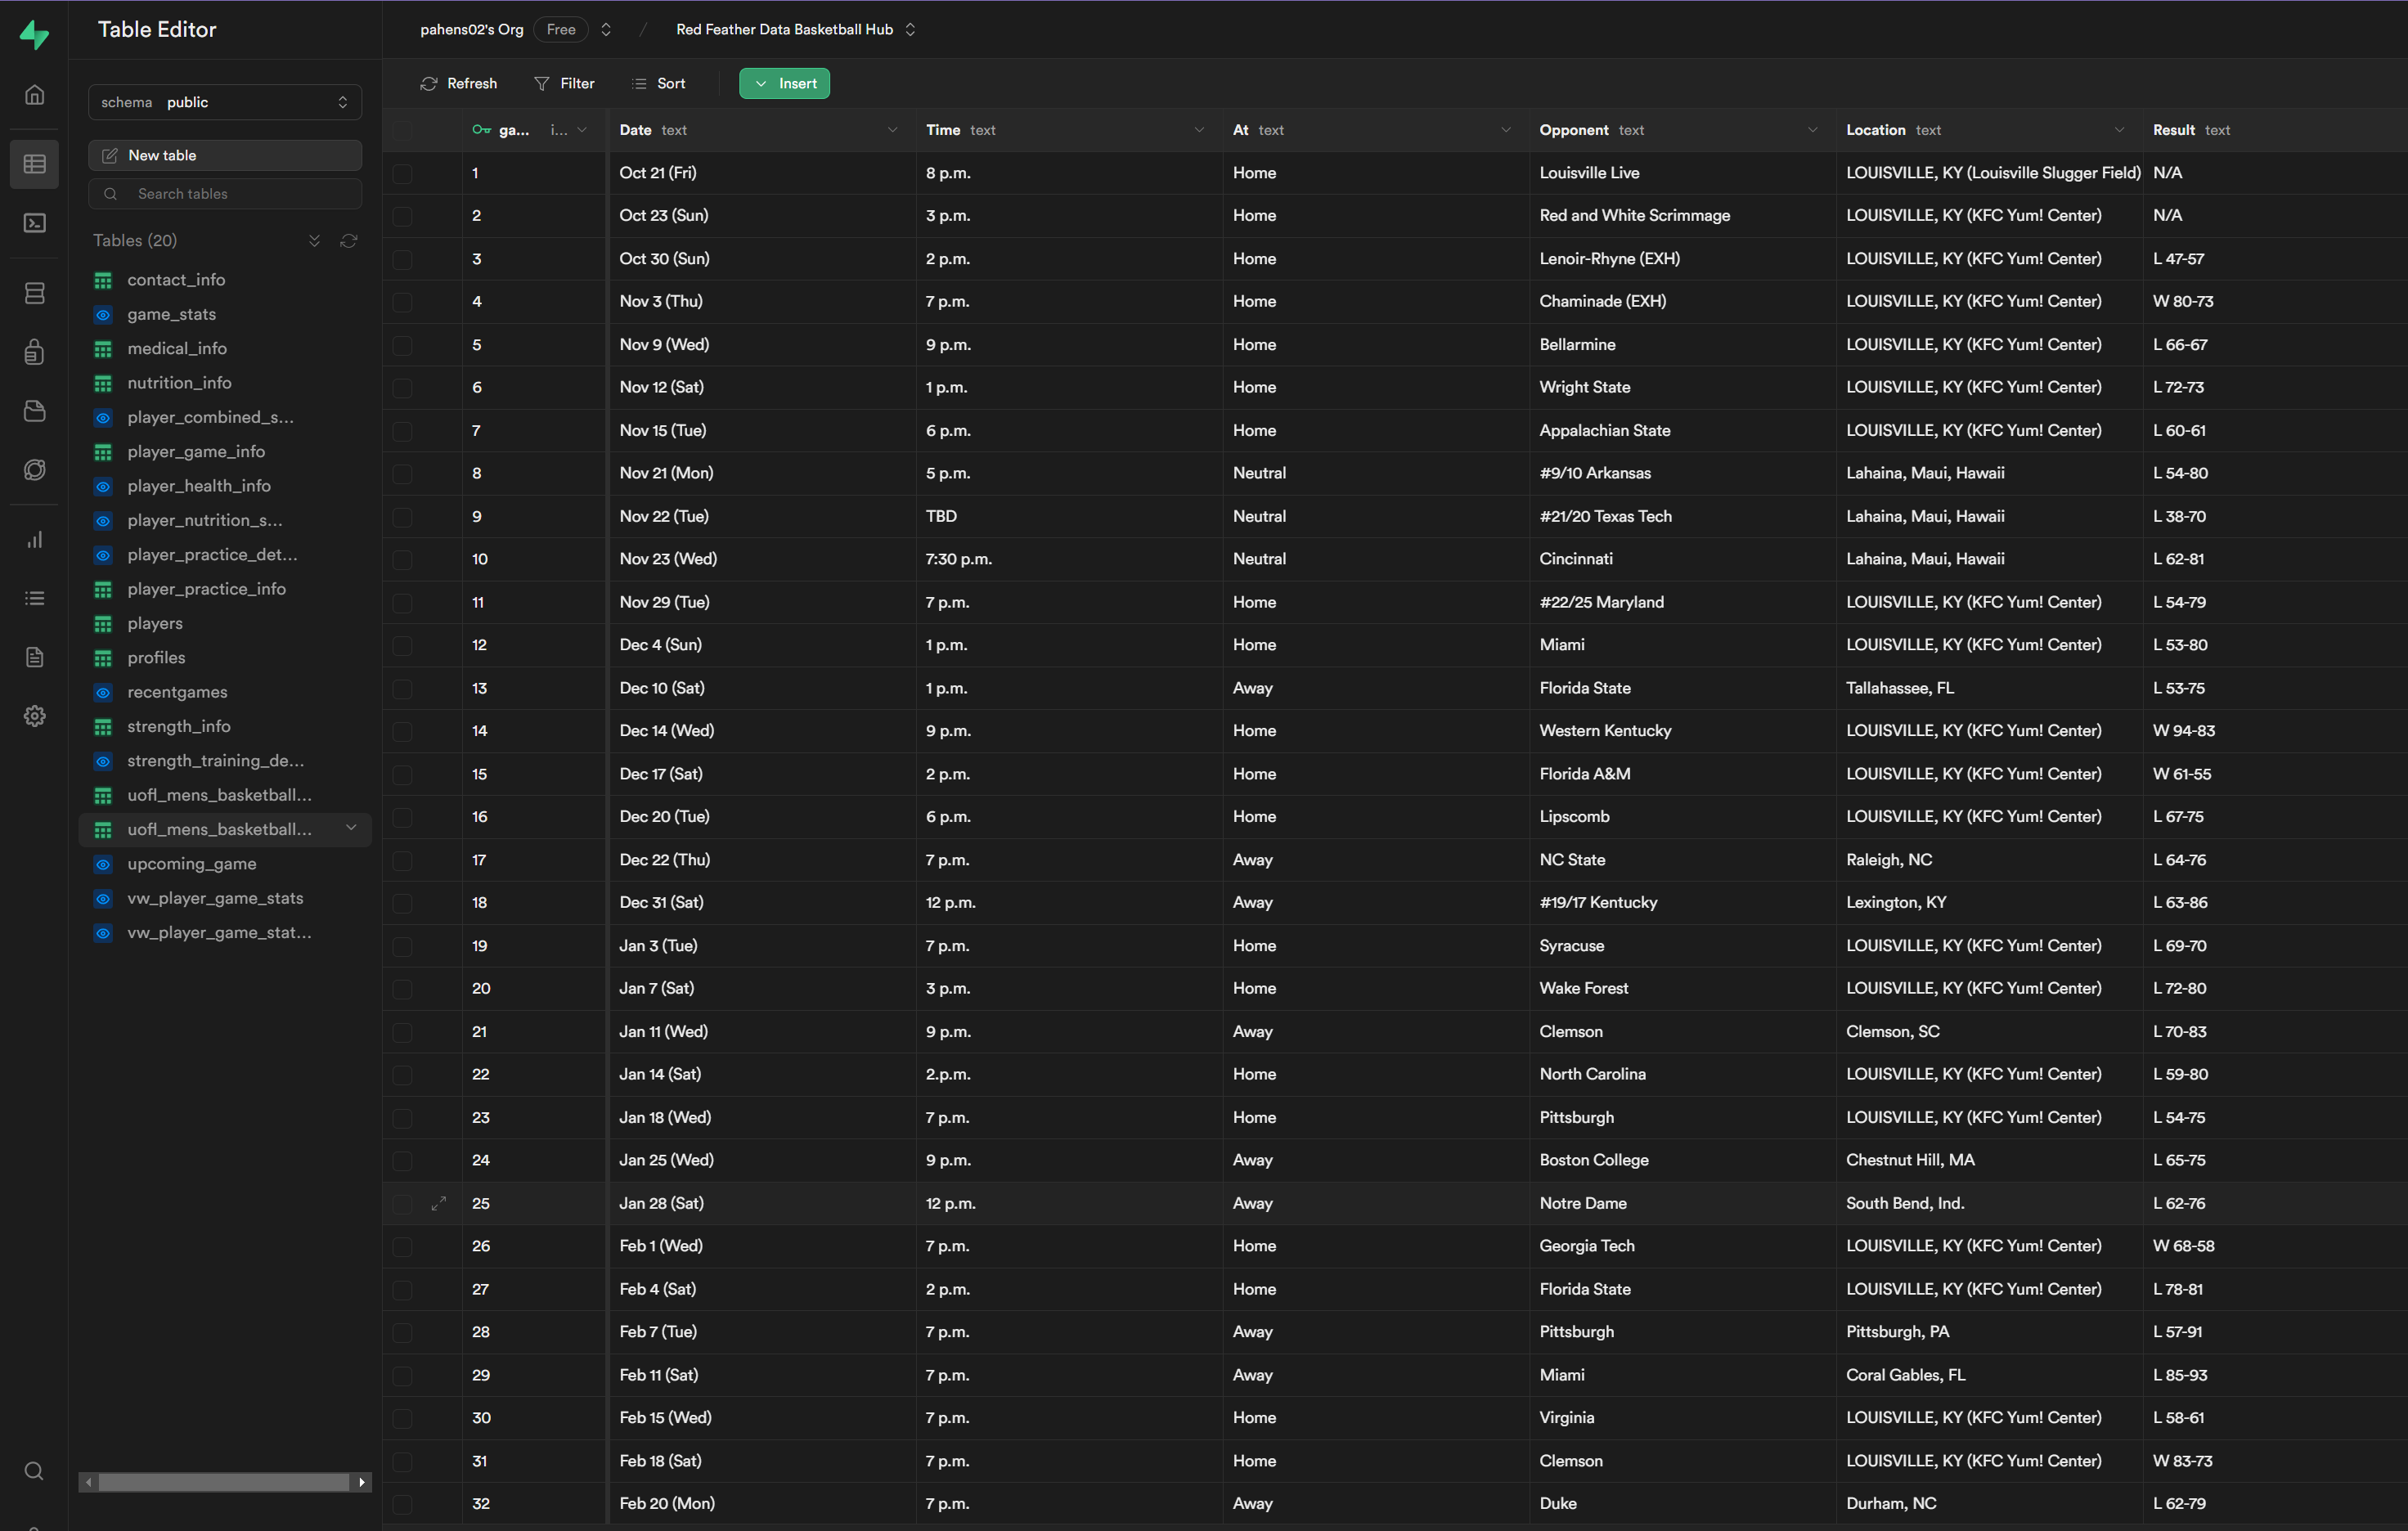 Table Editor
pahens02's Org Free / Red Feather Data Basketball Hub
schema public
New table
Search tables
Tables (20)
contact_info
game_stats
medical_info
nutrition_info
player_combined_s...
player_game_info
player_health_info
player_nutrition_s...
player_practice_det...
player_practice_info
players
profiles
recentgames
strength_info
strength_training_de...
uofl_mens_basketball...
uofl_mens_basketball...
upcoming_game
vw_player_game_stats
vw_player_game_stat...
Refresh Filter Sort Insert
ga... i... Date text Time text At text Opponent text Location text Result text
1 Oct 21 (Fri) 8 p.m. Home Louisville Live LOUISVILLE, KY (Louisville Slugger Field) N/A
2 Oct 23 (Sun) 3 p.m. Home Red and White Scrimmage LOUISVILLE, KY (KFC Yum! Center) N/A
3 Oct 30 (Sun) 2 p.m. Home Lenoir-Rhyne (EXH) LOUISVILLE, KY (KFC Yum! Center) L 47-57
4 Nov 3 (Thu) 7 p.m. Home Chaminade (EXH) LOUISVILLE, KY (KFC Yum! Center) W 80-73
5 Nov 9 (Wed) 9 p.m. Home Bellarmine LOUISVILLE, KY (KFC Yum! Center) L 66-67
6 Nov 12 (Sat) 1 p.m. Home Wright State LOUISVILLE, KY (KFC Yum! Center) L 72-73
7 Nov 15 (Tue) 6 p.m. Home Appalachian State LOUISVILLE, KY (KFC Yum! Center) L 60-61
8 Nov 21 (Mon) 5 p.m. Neutral #9/10 Arkansas Lahaina, Maui, Hawaii L 54-80
9 Nov 22 (Tue) TBD Neutral #21/20 Texas Tech Lahaina, Maui, Hawaii L 38-70
10 Nov 23 (Wed) 7:30 p.m. Neutral Cincinnati Lahaina, Maui, Hawaii L 62-81
11 Nov 29 (Tue) 7 p.m. Home #22/25 Maryland LOUISVILLE, KY (KFC Yum! Center) L 54-79
12 Dec 4 (Sun) 1 p.m. Home Miami LOUISVILLE, KY (KFC Yum! Center) L 53-80
13 Dec 10 (Sat) 1 p.m. Away Florida State Tallahassee, FL L 53-75
14 Dec 14 (Wed) 9 p.m. Home Western Kentucky LOUISVILLE, KY (KFC Yum! Center) W 94-83
15 Dec 17 (Sat) 2 p.m. Home Florida A&M LOUISVILLE, KY (KFC Yum! Center) W 61-55
16 Dec 20 (Tue) 6 p.m. Home Lipscomb LOUISVILLE, KY (KFC Yum! Center) L 67-75
17 Dec 22 (Thu) 7 p.m. Away NC State Raleigh, NC L 64-76
18 Dec 31 (Sat) 12 p.m. Away #19/17 Kentucky Lexington, KY L 63-86
19 Jan 3 (Tue) 7 p.m. Home Syracuse LOUISVILLE, KY (KFC Yum! Center) L 69-70
20 Jan 7 (Sat) 3 p.m. Home Wake Forest LOUISVILLE, KY (KFC Yum! Center) L 72-80
21 Jan 11 (Wed) 9 p.m. Away Clemson Clemson, SC L 70-83
22 Jan 14 (Sat) 2.p.m. Home North Carolina LOUISVILLE, KY (KFC Yum! Center) L 59-80
23 Jan 18 (Wed) 7 p.m. Home Pittsburgh LOUISVILLE, KY (KFC Yum! Center) L 54-75
24 Jan 25 (Wed) 9 p.m. Away Boston College Chestnut Hill, MA L 65-75
25 Jan 28 (Sat) 12 p.m. Away Notre Dame South Bend, Ind. L 62-76
26 Feb 1 (Wed) 7 p.m. Home Georgia Tech LOUISVILLE, KY (KFC Yum! Center) W 68-58
27 Feb 4 (Sat) 2 p.m. Home Florida State LOUISVILLE, KY (KFC Yum! Center) L 78-81
28 Feb 7 (Tue) 7 p.m. Away Pittsburgh Pittsburgh, PA L 57-91
29 Feb 11 (Sat) 7 p.m. Away Miami Coral Gables, FL L 85-93
30 Feb 15 (Wed) 7 p.m. Home Virginia LOUISVILLE, KY (KFC Yum! Center) L 58-61
31 Feb 18 (Sat) 7 p.m. Home Clemson LOUISVILLE, KY (KFC Yum! Center) W 83-73
32 Feb 20 (Mon) 7 p.m. Away Duke Durham, NC L 62-79